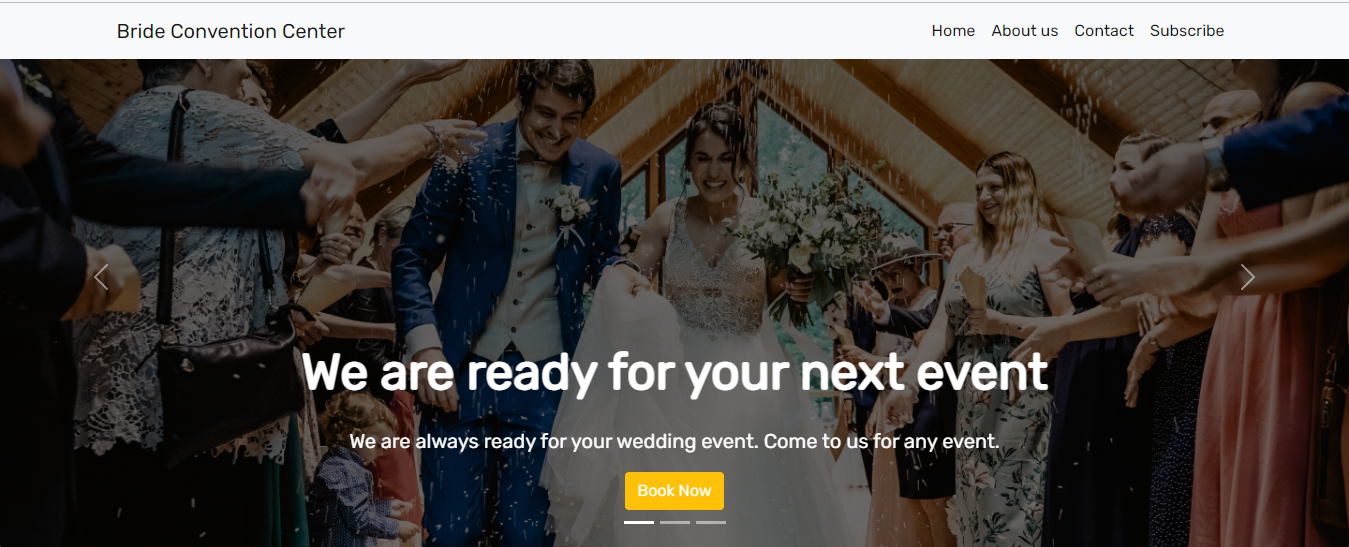 Bride Convention Center
Home About us Contact Subscribe
We are ready for your next event
We are always ready for your wedding event. Come to us for any event.
Book Now